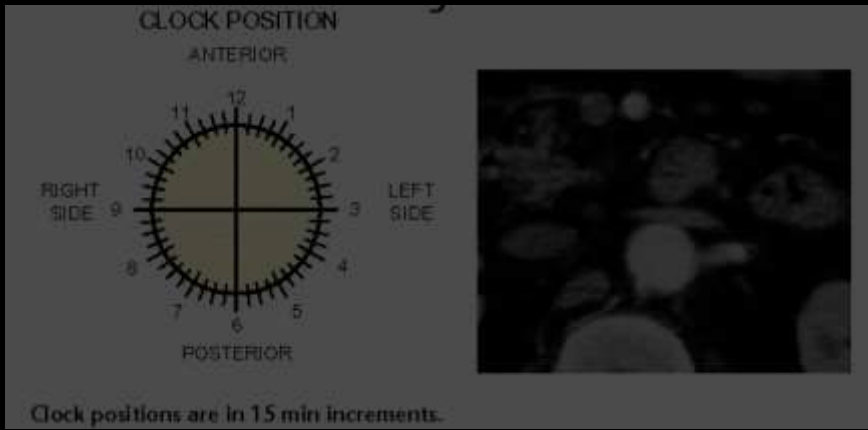 CLOCK POSITION
ANTERIOR
12
11
1
10
2
RIGHT
SIDE
9
3
LEFT
SIDE
8
4
7
5
6
POSTERIOR
Clock positions are in 15 min increments.